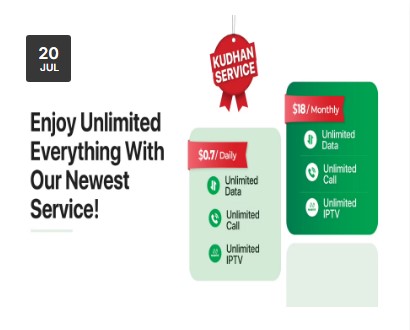 20
JUL
Enjoy Unlimited
Everything With
Our Newest
Service!
KUDHAN
SERVICE
$0.7/Daily
Unlimited
Data
Unlimited
Call
Unlimited
IPTV
$18/Monthly
Unlimited
Data
Unlimited
Call
Unlimited
IPTV